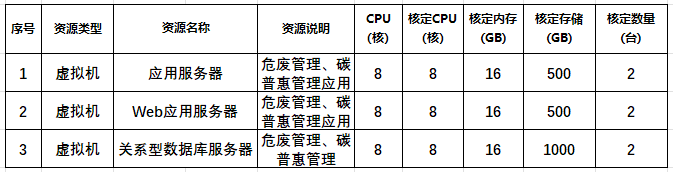 序号 资源类型 资源名称 资源说明 CPU(核) 核定CPU(核) 核定内存(GB) 核定存储(GB) 核定数量(台)
1 虚拟机 应用服务器 危废管理、碳普惠管理应用 8 8 16 500 2
2 虚拟机 Web应用服务器 危废管理、碳普惠管理应用 8 8 16 500 2
3 虚拟机 关系型数据库服务器 危废管理、碳普惠管理 8 8 16 1000 2